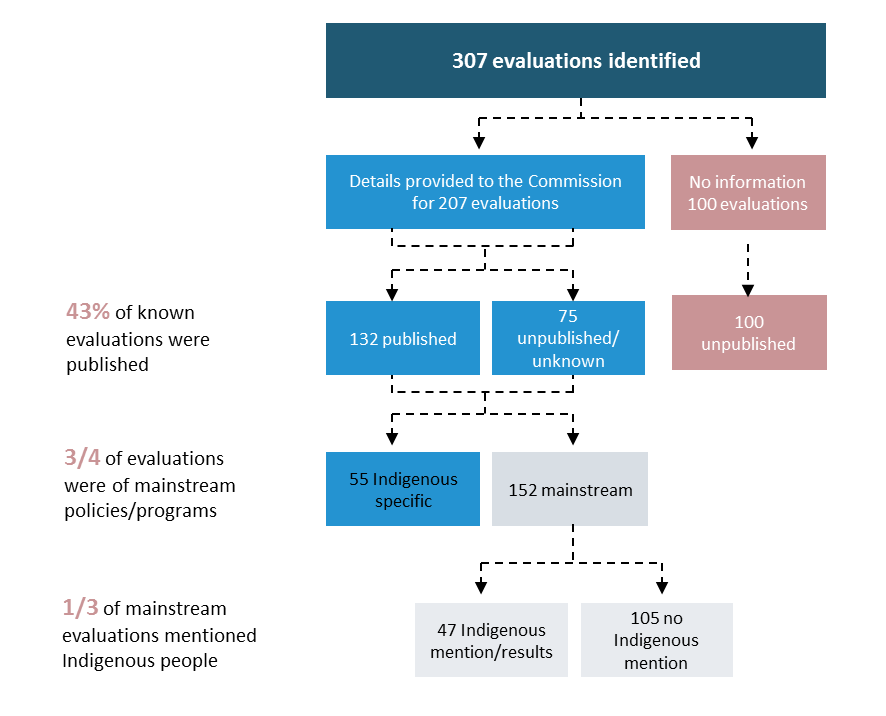 307 evaluations identified
Details provided to the Commission
for 207 evaluations
No information
100 evaluations
43% of known
evaluations were
published
132 published
75
unpublished/
unknown
100
unpublished
3/4 of evaluations
were of mainstream
policies/programs
55 Indigenous
specific
152 mainstream
1/3 of mainstream
evaluations mentioned
Indigenous people
47 Indigenous
mention/results
105 no
Indigenous
mention